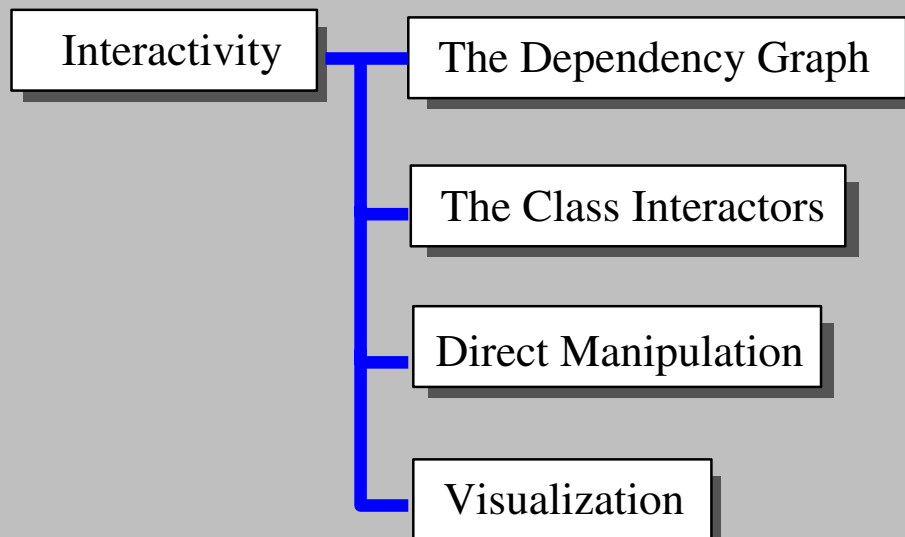 Interactivity
The Dependency Graph
The Class Interactors
Direct Manipulation
Visualization